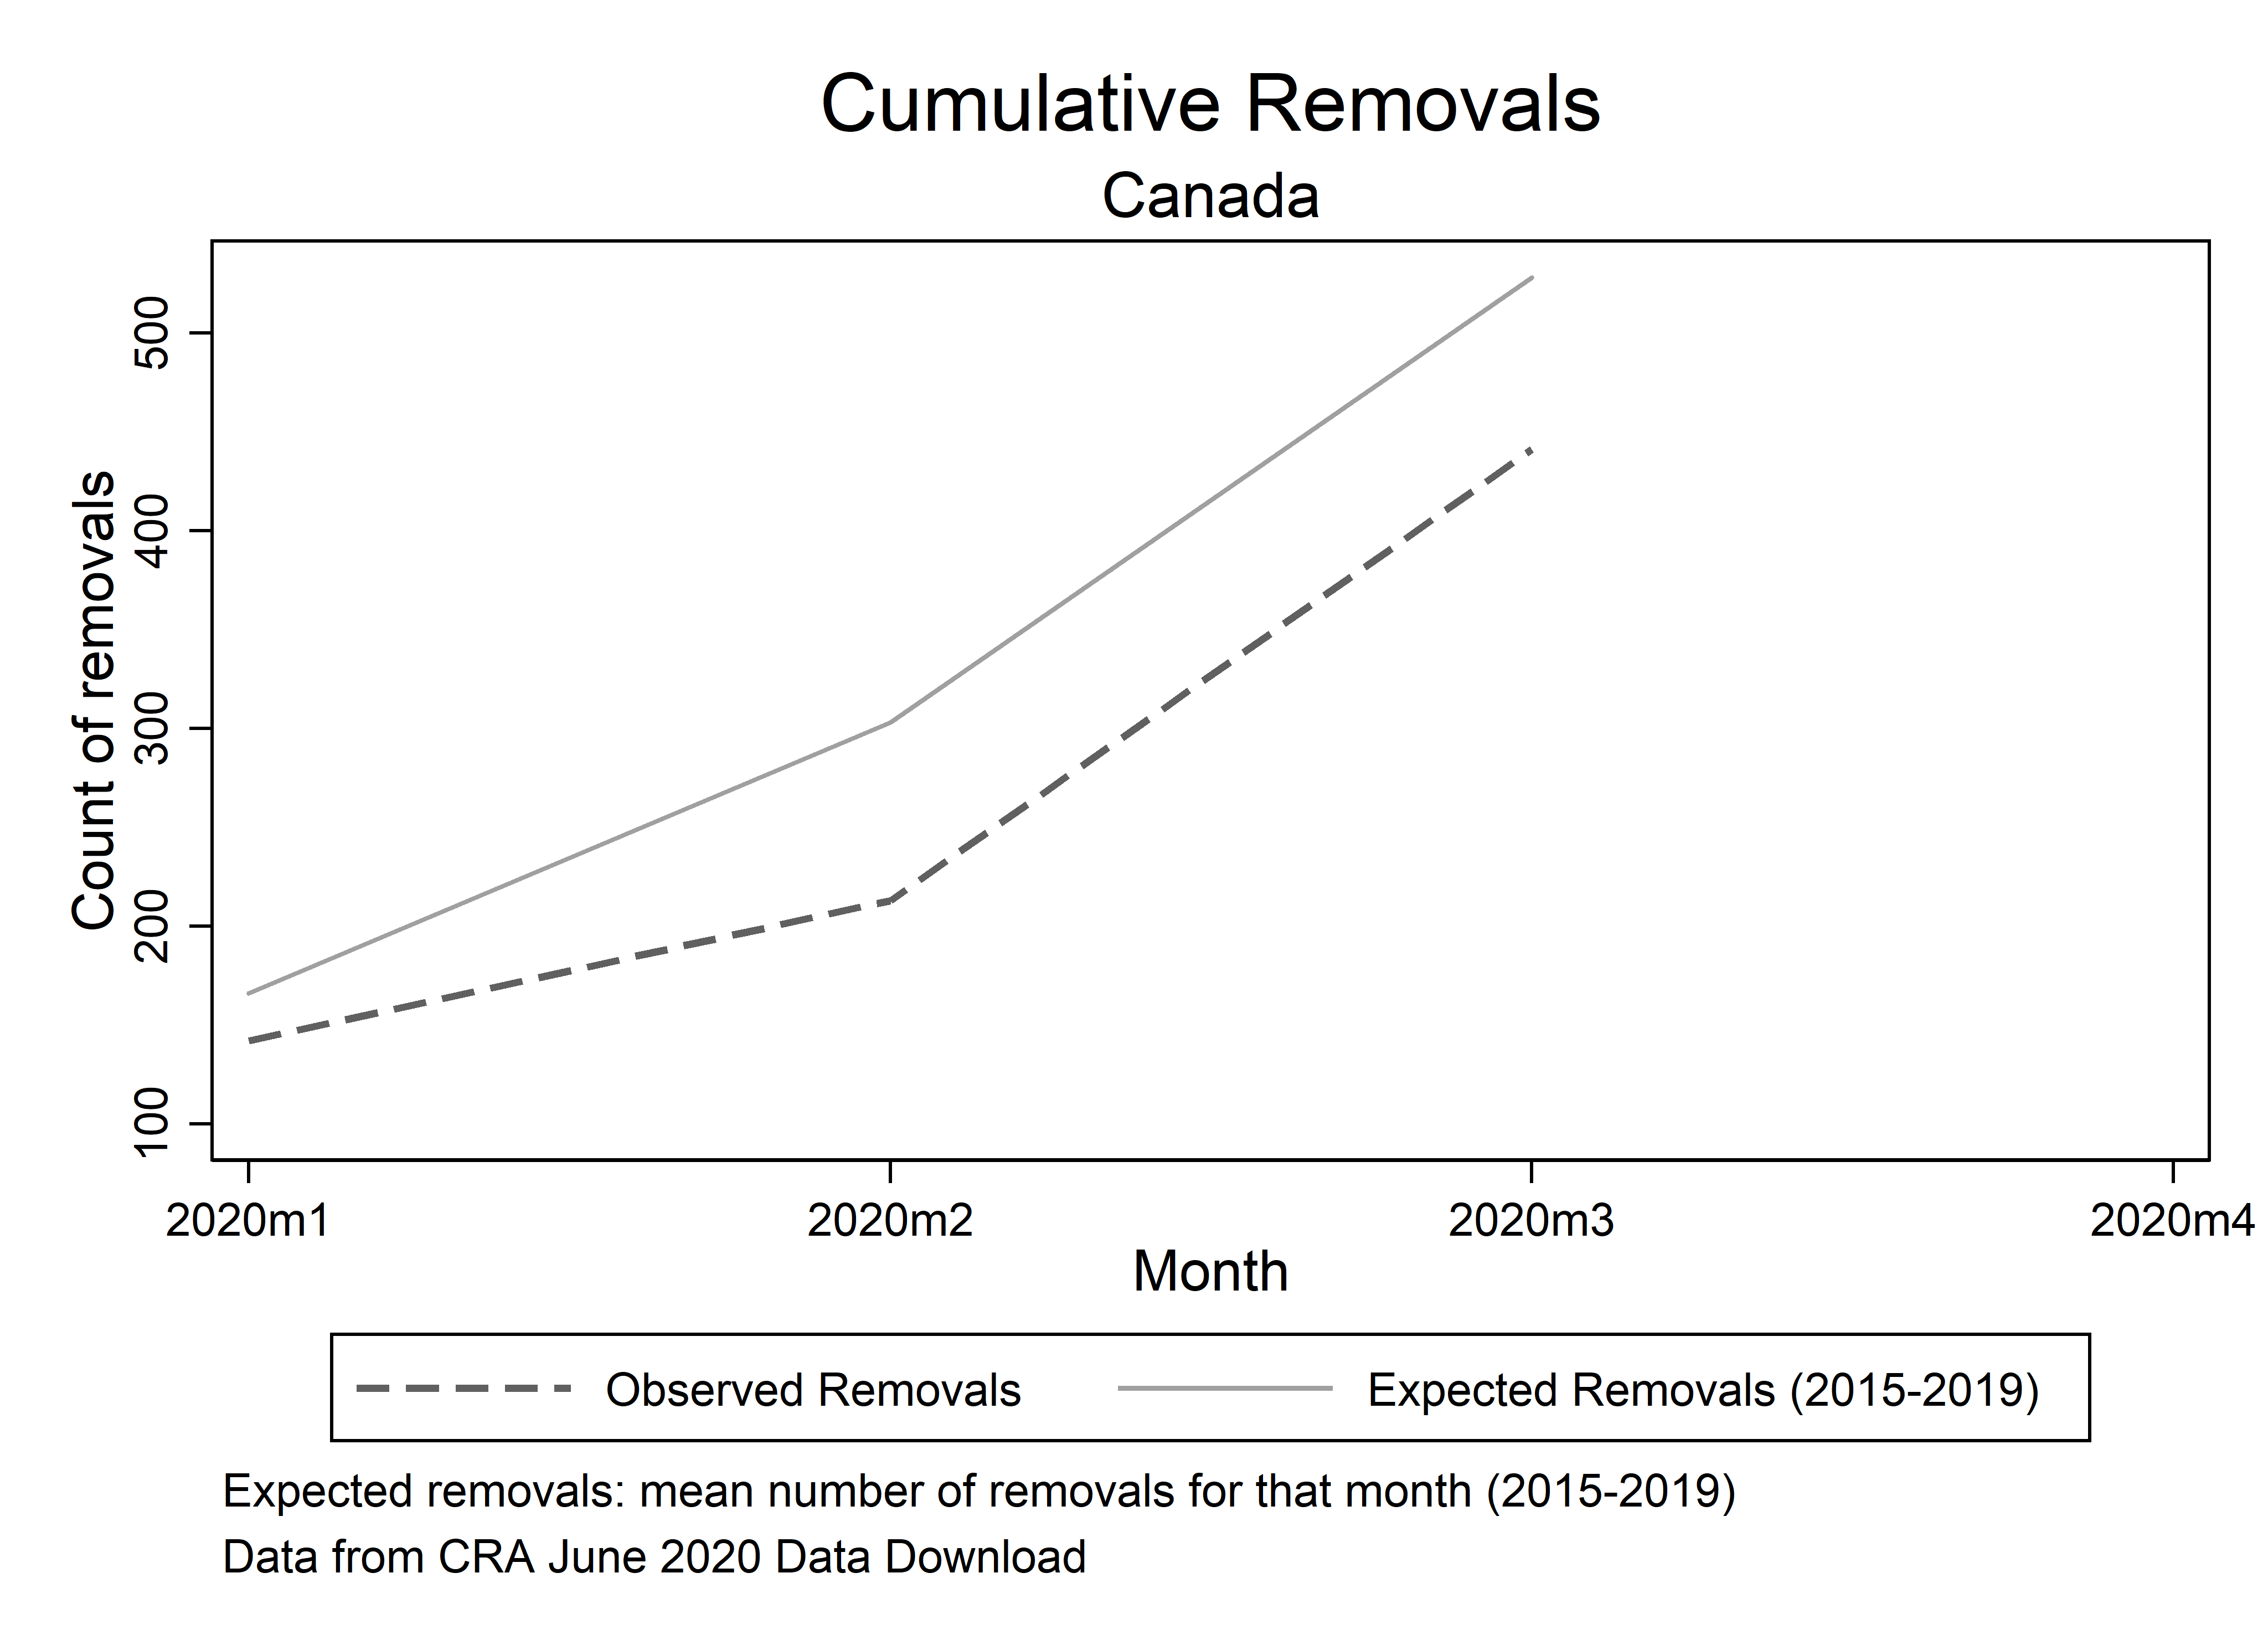 Cumulative Removals
Canada
Count of removals
500
400
300
200
100
2020m1 2020m2 2020m3 2020m4
Month
Observed Removals Expected Removals (2015-2019)
Expected removals: mean number of removals for that month (2015-2019)
Data from CRA June 2020 Data Download